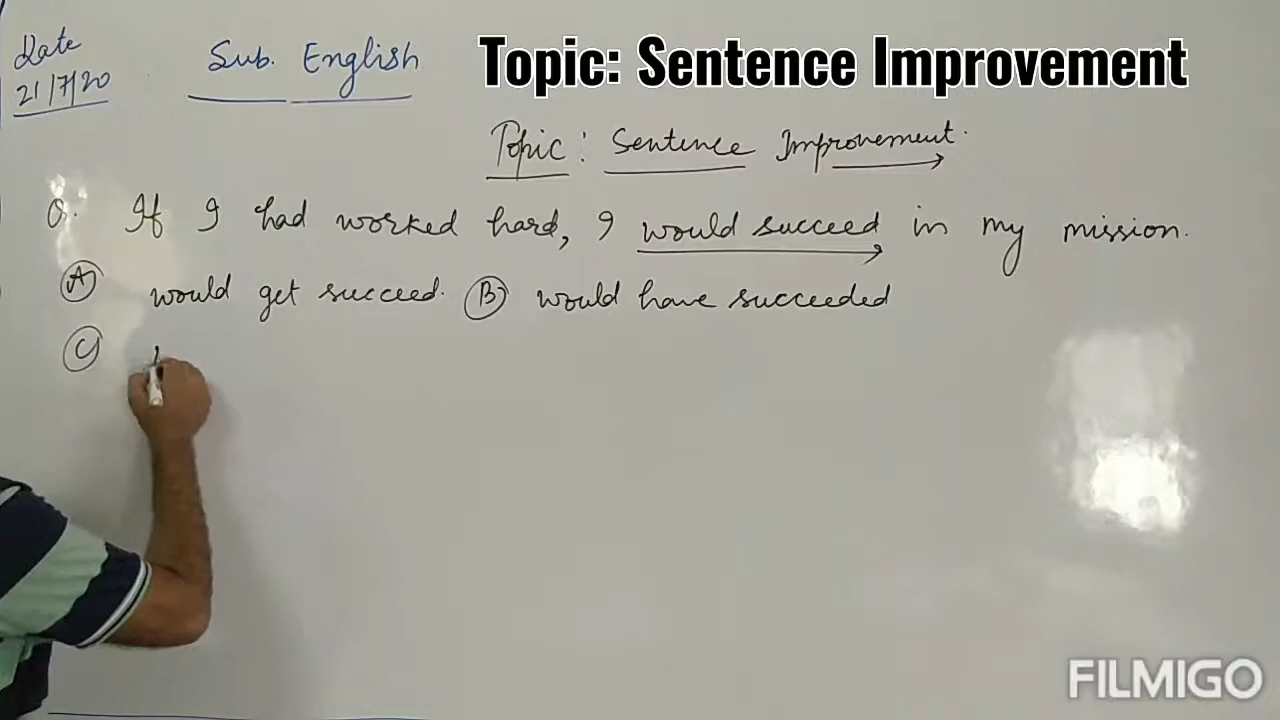 Date
21/7/20
Sub. English
Topic: Sentence Improvement
Topic: Sentence Improvement.
Q. If I had worked hard, I would succeed in my mission.
(A) would get succeed. (B) would have succeeded
(C)
FILMIGO